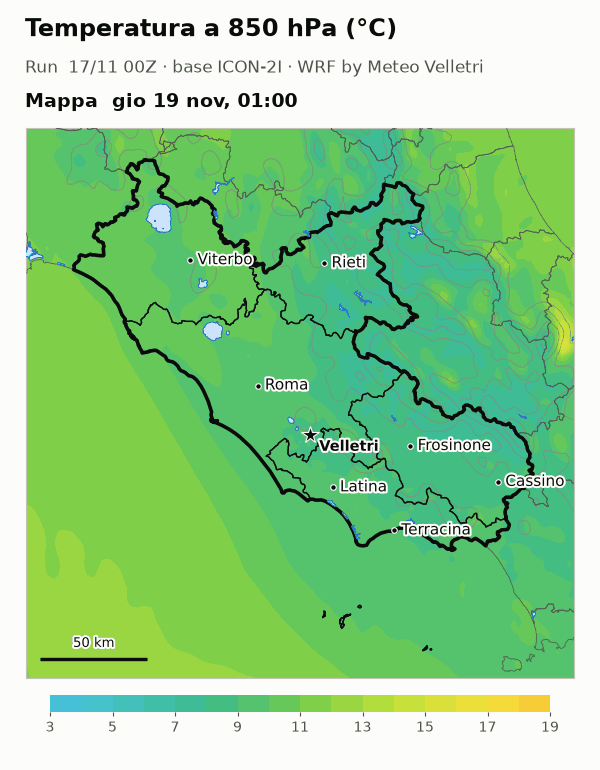 Temperatura a 850 hPa (°C)
Run  17/11 00Z · base ICON-2I · WRF by Meteo Velletri
Mappa  gio 19 nov, 01:00
Viterbo
Rieti
Roma
Velletri
Frosinone
Cassino
Latina
Terracina
50 km
3 5 7 9 11 13 15 17 19